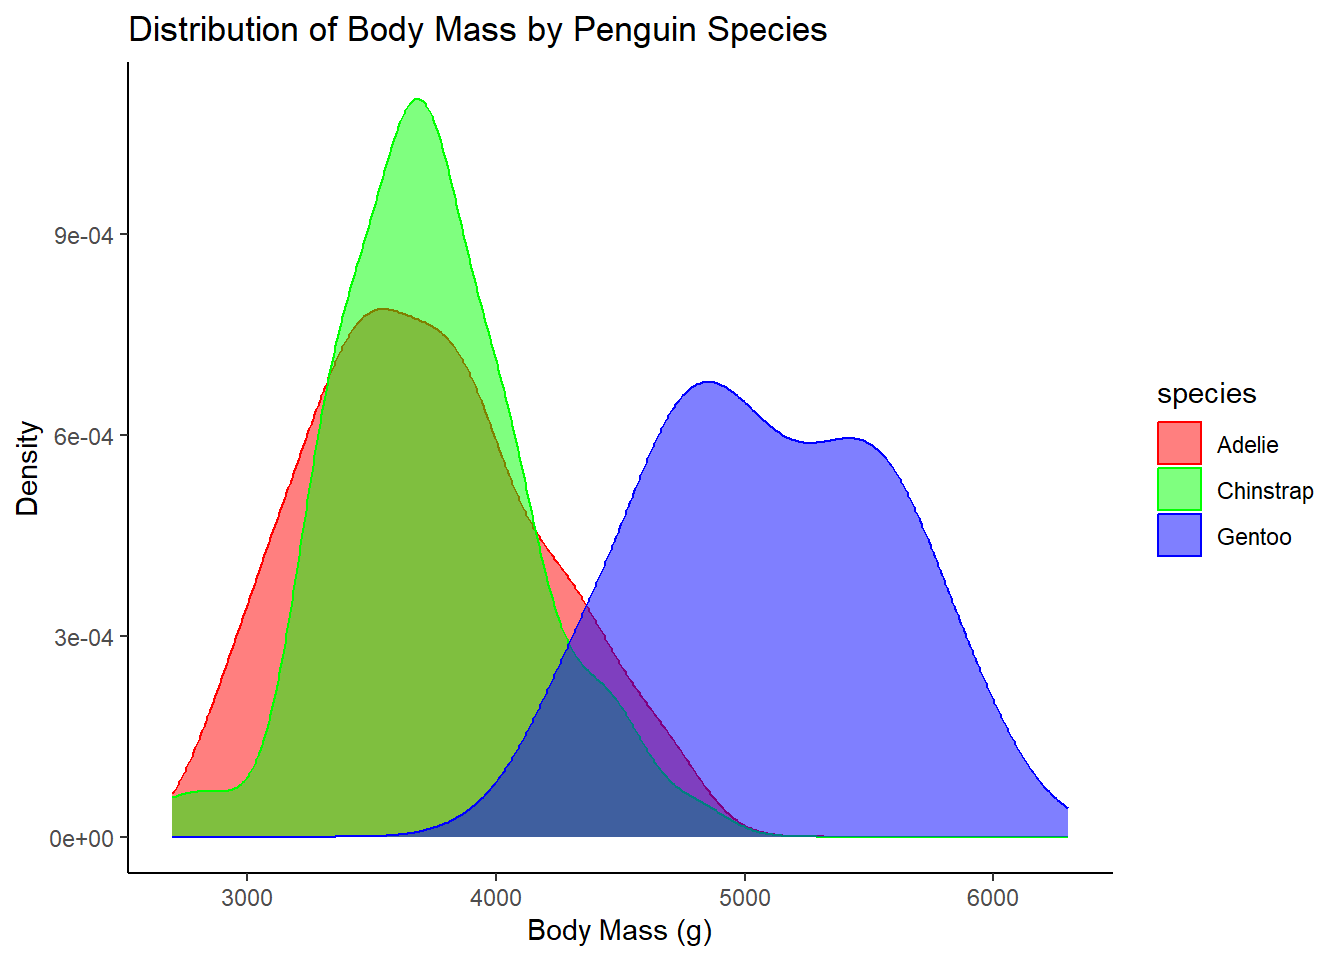 Distribution of Body Mass by Penguin Species
Density
9e-04
6e-04
3e-04
0e+00
3000 4000 5000 6000
Body Mass (g)
species
Adelie
Chinstrap
Gentoo